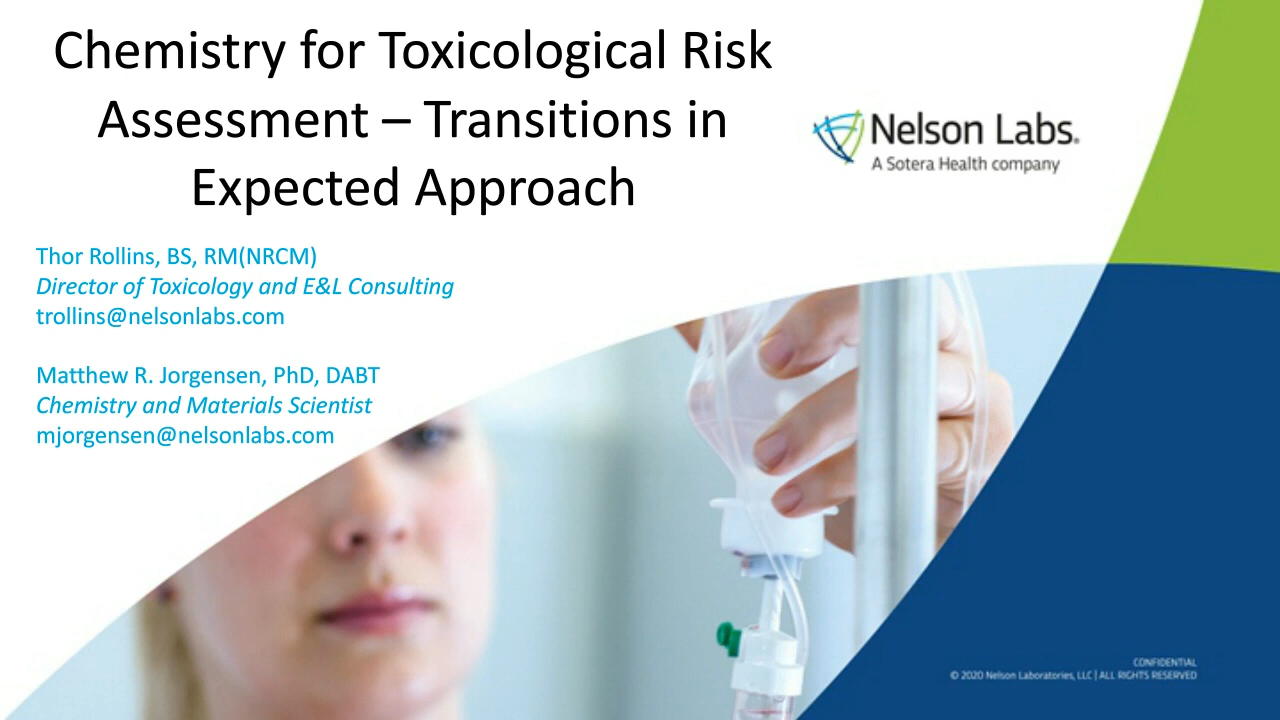 Chemistry for Toxicological Risk
Assessment – Transitions in
Expected Approach
Nelson Labs®
A Sotera Health company
Thor Rollins, BS, RM(NRCM)
Director of Toxicology and E&L Consulting
trollins@nelsonlabs.com
Matthew R. Jorgensen, PhD, DABT
Chemistry and Materials Scientist
mjorgensen@nelsonlabs.com
CONFIDENTIAL
© 2020 Nelson Laboratories, LLC | ALL RIGHTS RESERVED